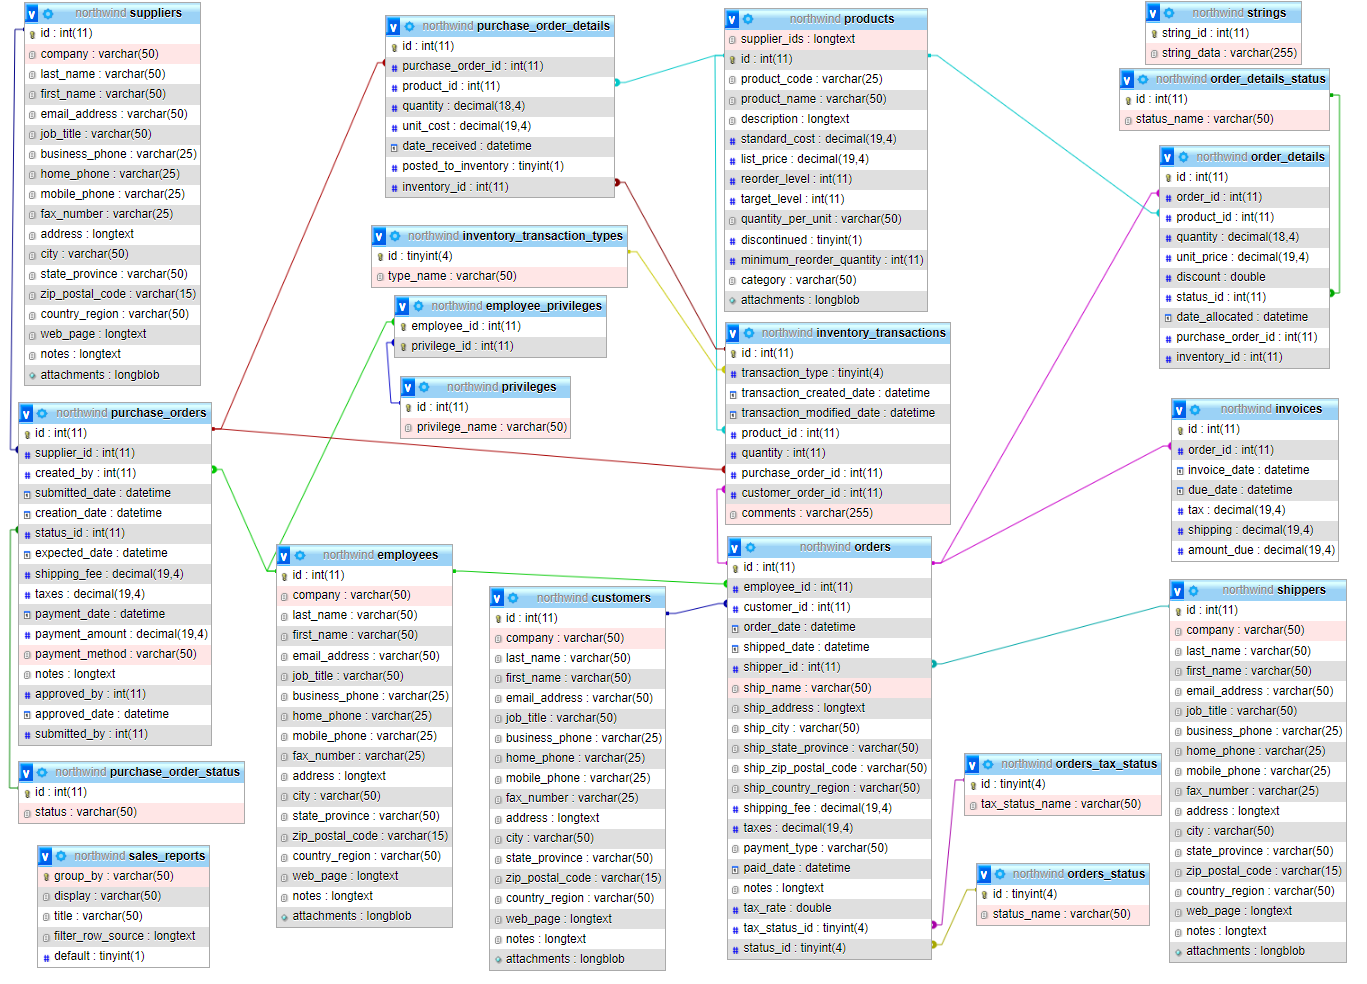 northwind suppliers
id : int(11)
company : varchar(50)
last_name : varchar(50)
first_name : varchar(50)
email_address : varchar(50)
job_title : varchar(50)
business_phone : varchar(25)
home_phone : varchar(25)
mobile_phone : varchar(25)
fax_number : varchar(25)
address : longtext
city : varchar(50)
state_province : varchar(50)
zip_postal_code : varchar(15)
country_region : varchar(50)
web_page : longtext
notes : longtext
attachments : longblob
northwind purchase_orders
id : int(11)
supplier_id : int(11)
created_by : int(11)
submitted_date : datetime
creation_date : datetime
status_id : int(11)
expected_date : datetime
shipping_fee : decimal(19,4)
taxes : decimal(19,4)
payment_date : datetime
payment_amount : decimal(19,4)
payment_method : varchar(50)
notes : longtext
approved_by : int(11)
approved_date : datetime
submitted_by : int(11)
northwind purchase_order_status
id : int(11)
status : varchar(50)
northwind sales_reports
group_by : varchar(50)
display : varchar(50)
title : varchar(50)
filter_row_source : longtext
default : tinyint(1)
northwind purchase_order_details
id : int(11)
purchase_order_id : int(11)
product_id : int(11)
quantity : decimal(18,4)
unit_cost : decimal(19,4)
date_received : datetime
posted_to_inventory : tinyint(1)
inventory_id : int(11)
northwind inventory_transaction_types
id : tinyint(4)
type_name : varchar(50)
northwind employee_privileges
employee_id : int(11)
privilege_id : int(11)
northwind privileges
id : int(11)
privilege_name : varchar(50)
northwind employees
id : int(11)
company : varchar(50)
last_name : varchar(50)
first_name : varchar(50)
email_address : varchar(50)
job_title : varchar(50)
business_phone : varchar(25)
home_phone : varchar(25)
mobile_phone : varchar(25)
fax_number : varchar(25)
address : longtext
city : varchar(50)
state_province : varchar(50)
zip_postal_code : varchar(15)
country_region : varchar(50)
web_page : longtext
notes : longtext
attachments : longblob
northwind customers
id : int(11)
company : varchar(50)
last_name : varchar(50)
first_name : varchar(50)
email_address : varchar(50)
job_title : varchar(50)
business_phone : varchar(25)
home_phone : varchar(25)
mobile_phone : varchar(25)
fax_number : varchar(25)
address : longtext
city : varchar(50)
state_province : varchar(50)
zip_postal_code : varchar(15)
country_region : varchar(50)
web_page : longtext
notes : longtext
attachments : longblob
northwind products
supplier_ids : longtext
id : int(11)
product_code : varchar(25)
product_name : varchar(50)
description : longtext
standard_cost : decimal(19,4)
list_price : decimal(19,4)
reorder_level : int(11)
target_level : int(11)
quantity_per_unit : varchar(50)
discontinued : tinyint(1)
minimum_reorder_quantity : int(11)
category : varchar(50)
attachments : longblob
northwind inventory_transactions
id : int(11)
transaction_type : tinyint(4)
transaction_created_date : datetime
transaction_modified_date : datetime
product_id : int(11)
quantity : int(11)
purchase_order_id : int(11)
customer_order_id : int(11)
comments : varchar(255)
northwind orders
id : int(11)
employee_id : int(11)
customer_id : int(11)
order_date : datetime
shipped_date : datetime
shipper_id : int(11)
ship_name : varchar(50)
ship_address : longtext
ship_city : varchar(50)
ship_state_province : varchar(50)
ship_zip_postal_code : varchar(50)
ship_country_region : varchar(50)
shipping_fee : decimal(19,4)
taxes : decimal(19,4)
payment_type : varchar(50)
paid_date : datetime
notes : longtext
tax_rate : double
tax_status_id : tinyint(4)
status_id : tinyint(4)
northwind strings
string_id : int(11)
string_data : varchar(255)
northwind order_details_status
id : int(11)
status_name : varchar(50)
northwind order_details
id : int(11)
order_id : int(11)
product_id : int(11)
quantity : decimal(18,4)
unit_price : decimal(19,4)
discount : double
status_id : int(11)
date_allocated : datetime
purchase_order_id : int(11)
inventory_id : int(11)
northwind invoices
id : int(11)
order_id : int(11)
invoice_date : datetime
due_date : datetime
tax : decimal(19,4)
shipping : decimal(19,4)
amount_due : decimal(19,4)
northwind shippers
id : int(11)
company : varchar(50)
last_name : varchar(50)
first_name : varchar(50)
email_address : varchar(50)
job_title : varchar(50)
business_phone : varchar(25)
home_phone : varchar(25)
mobile_phone : varchar(25)
fax_number : varchar(25)
address : longtext
city : varchar(50)
state_province : varchar(50)
zip_postal_code : varchar(15)
country_region : varchar(50)
web_page : longtext
notes : longtext
attachments : longblob
northwind orders_tax_status
id : tinyint(4)
tax_status_name : varchar(50)
northwind orders_status
id : tinyint(4)
status_name : varchar(50)